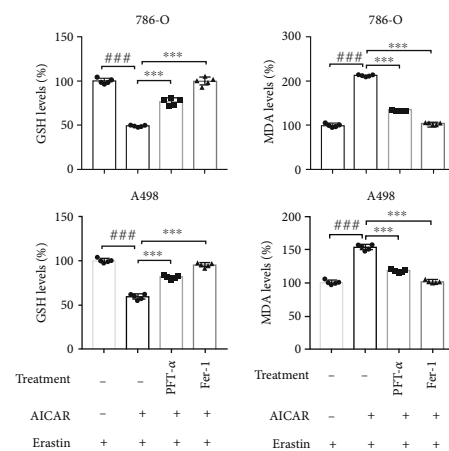 786-O
GSH levels (%)
150
100
50
0
###
***
***
786-O
MDA levels (%)
300
200
100
0
###
***
***
A498
GSH levels (%)
150
100
50
0
###
***
***
A498
MDA levels (%)
200
150
100
50
0
###
***
***
Treatment – – PFT-α Fer-1 – – PFT-α Fer-1
AICAR – + + + – + + +
Erastin + + + + + + + +